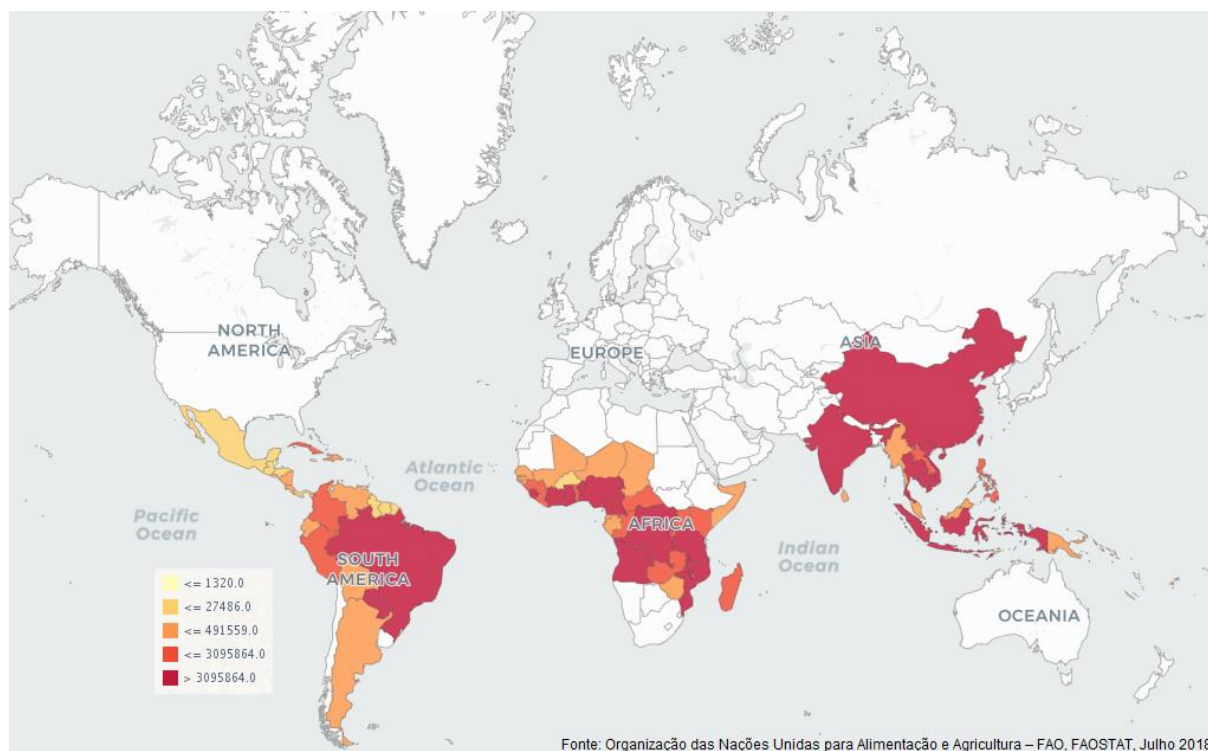 NORTH
AMERICA
EUROPE
ASIA
Atlantic
Ocean
Pacific
Ocean
AFRICA
Indian
Ocean
SOUTH
AMERICA
OCEANIA
<= 1320.0
<= 27486.0
<= 491559.0
<= 3095864.0
> 3095864.0
Fonte: Organização das Nações Unidas para Alimentação e Agricultura – FAO, FAOSTAT, Julho 2018